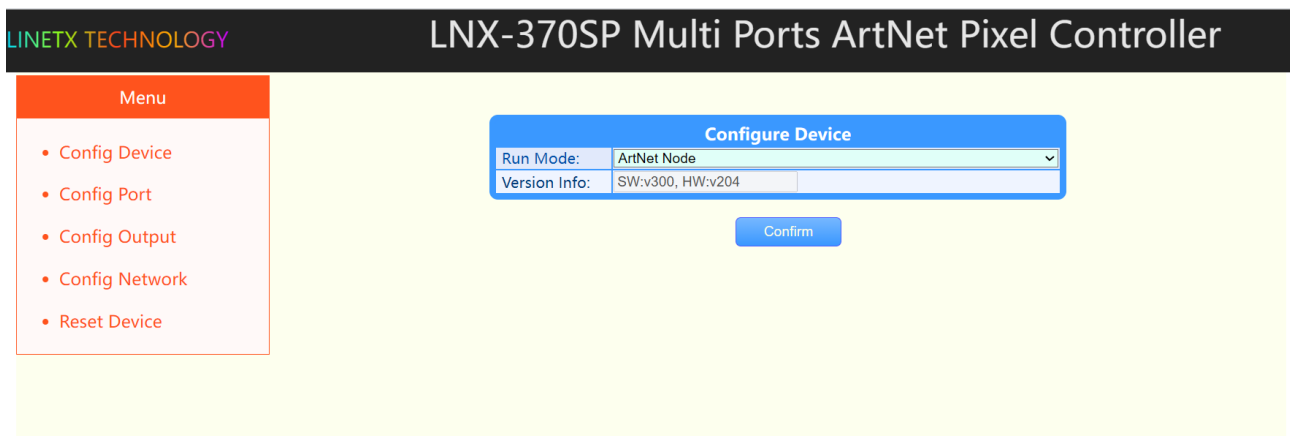 LINETX TECHNOLOGY
LNX-370SP Multi Ports ArtNet Pixel Controller
Menu
Config Device
Config Port
Config Output
Config Network
Reset Device
Configure Device
Run Mode: ArtNet Node
Version Info: SW:v300, HW:v204
Confirm